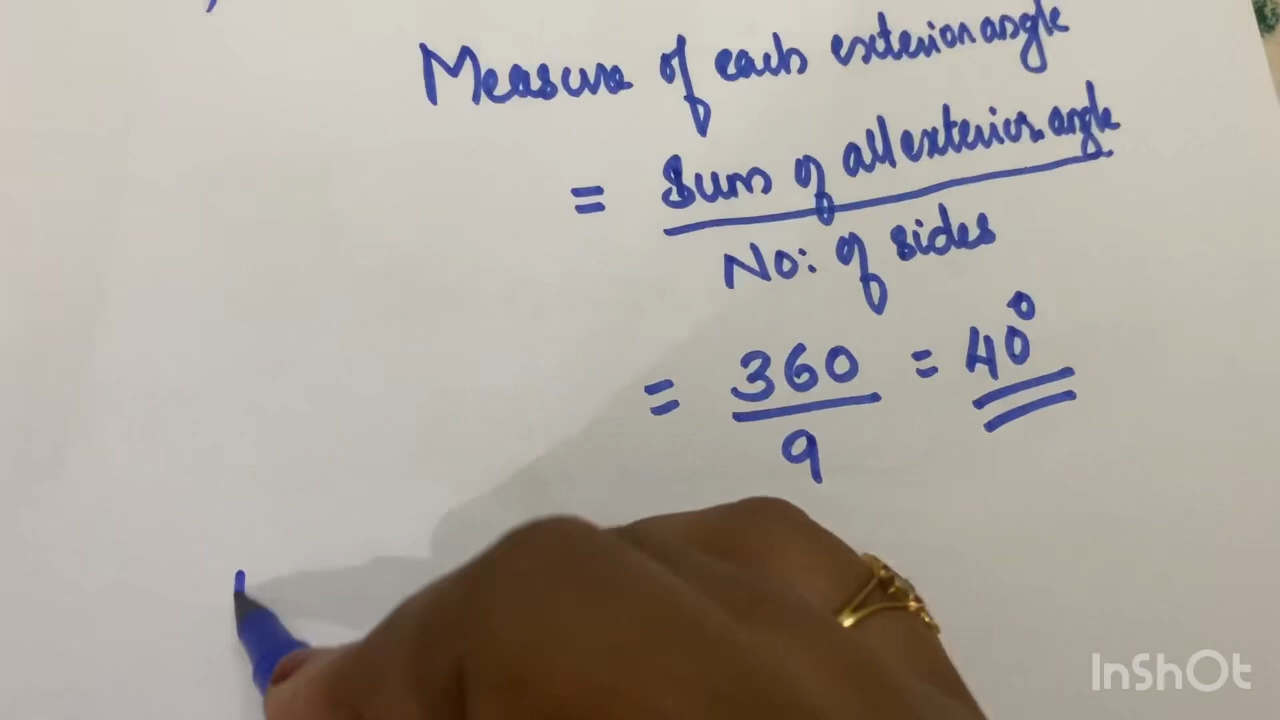 Measure of each exterior angle
= Sum of all exterior angle
No: of sides
= 360 = 40°
9
InShOt